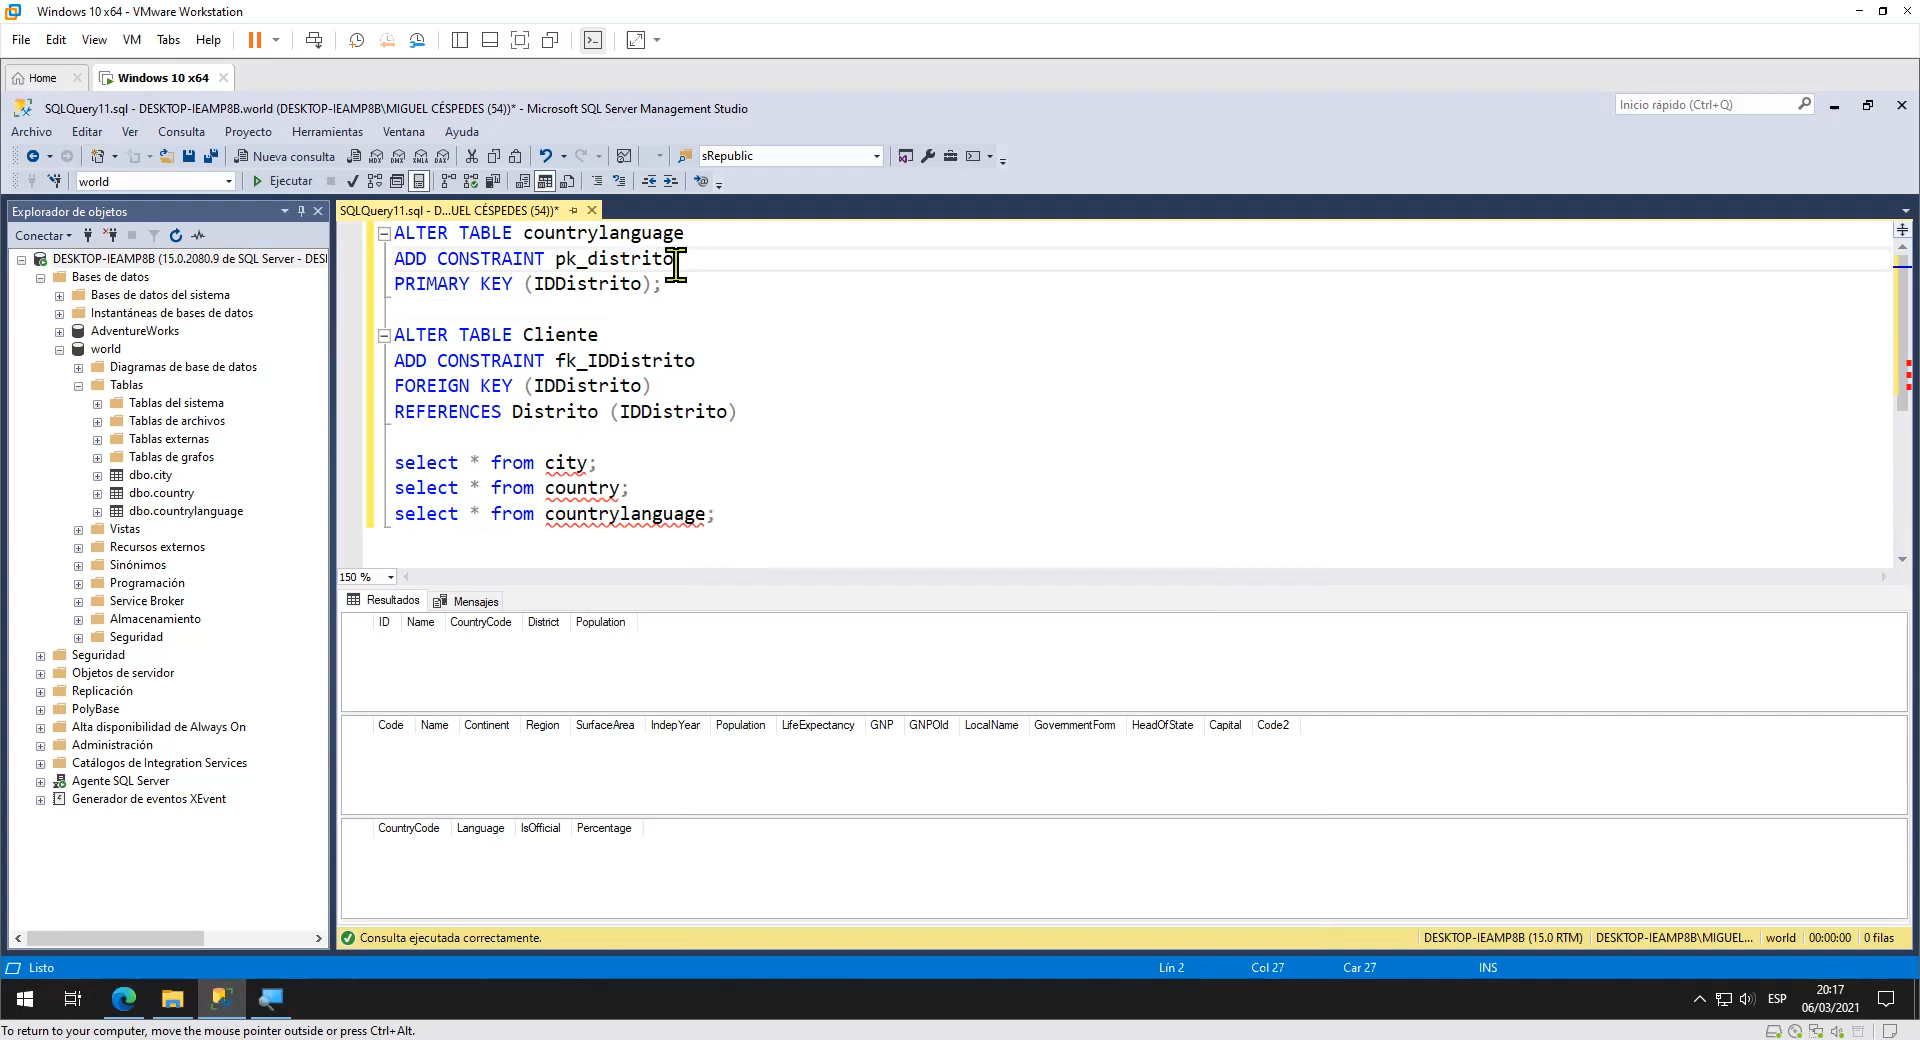 Windows 10 x64 - VMware Workstation
File Edit View VM Tabs Help
Home Windows 10 x64
SQLQuery11.sql - DESKTOP-IEAMP8B.world (DESKTOP-IEAMP8B\MIGUEL CÉSPEDES (54))* - Microsoft SQL Server Management Studio
Inicio rápido (Ctrl+Q)
Archivo Editar Ver Consulta Proyecto Herramientas Ventana Ayuda
Nueva consulta MDX DMX XMLA DAX sRepublic
world Ejecutar
Explorador de objetos
SQLQuery11.sql - D...UEL CÉSPEDES (54))*
Conectar
DESKTOP-IEAMP8B (15.0.2080.9 de SQL Server - DESI
Bases de datos
Bases de datos del sistema
Instantáneas de bases de datos
AdventureWorks
world
Diagramas de base de datos
Tablas
Tablas del sistema
Tablas de archivos
Tablas externas
Tablas de grafos
dbo.city
dbo.country
dbo.countrylanguage
Vistas
Recursos externos
Sinónimos
Programación
Service Broker
Almacenamiento
Seguridad
Seguridad
Objetos de servidor
Replicación
PolyBase
Alta disponibilidad de Always On
Administración
Catálogos de Integration Services
Agente SQL Server
Generador de eventos XEvent
ALTER TABLE countrylanguage
ADD CONSTRAINT pk_distrito
PRIMARY KEY (IDDistrito);
ALTER TABLE Cliente
ADD CONSTRAINT fk_IDDistrito
FOREIGN KEY (IDDistrito)
REFERENCES Distrito (IDDistrito)
select * from city;
select * from country;
select * from countrylanguage;
150 %
Resultados Mensajes
ID Name CountryCode District Population
Code Name Continent Region SurfaceArea IndepYear Population LifeExpectancy GNP GNPOld LocalName GovernmentForm HeadOfState Capital Code2
CountryCode Language IsOfficial Percentage
Consulta ejecutada correctamente.
DESKTOP-IEAMP8B (15.0 RTM) DESKTOP-IEAMP8B\MIGUEL... world 00:00:00 0 filas
Listo
Lín 2 Col 27 Car 27 INS
ESP
20:17
06/03/2021
To return to your computer, move the mouse pointer outside or press Ctrl+Alt.